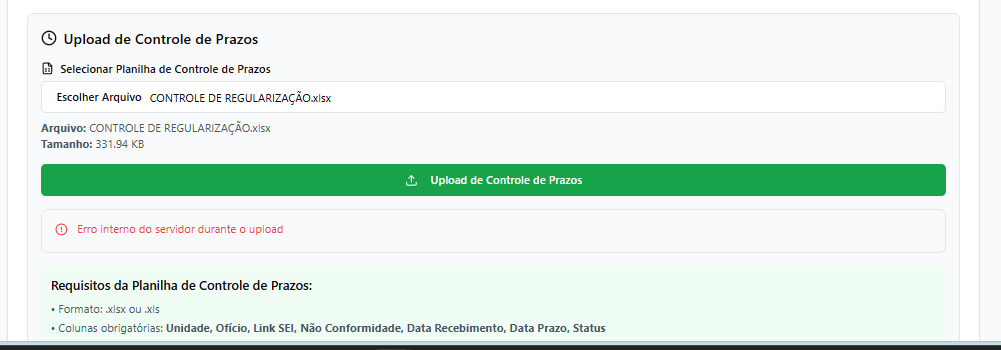 Upload de Controle de Prazos
Selecionar Planilha de Controle de Prazos
Escolher Arquivo CONTROLE DE REGULARIZAÇÃO.xlsx
Arquivo: CONTROLE DE REGULARIZAÇÃO.xlsx
Tamanho: 331.94 KB
Upload de Controle de Prazos
Erro interno do servidor durante o upload
Requisitos da Planilha de Controle de Prazos:
• Formato: .xlsx ou .xls
• Colunas obrigatórias: Unidade, Ofício, Link SEI, Não Conformidade, Data Recebimento, Data Prazo, Status